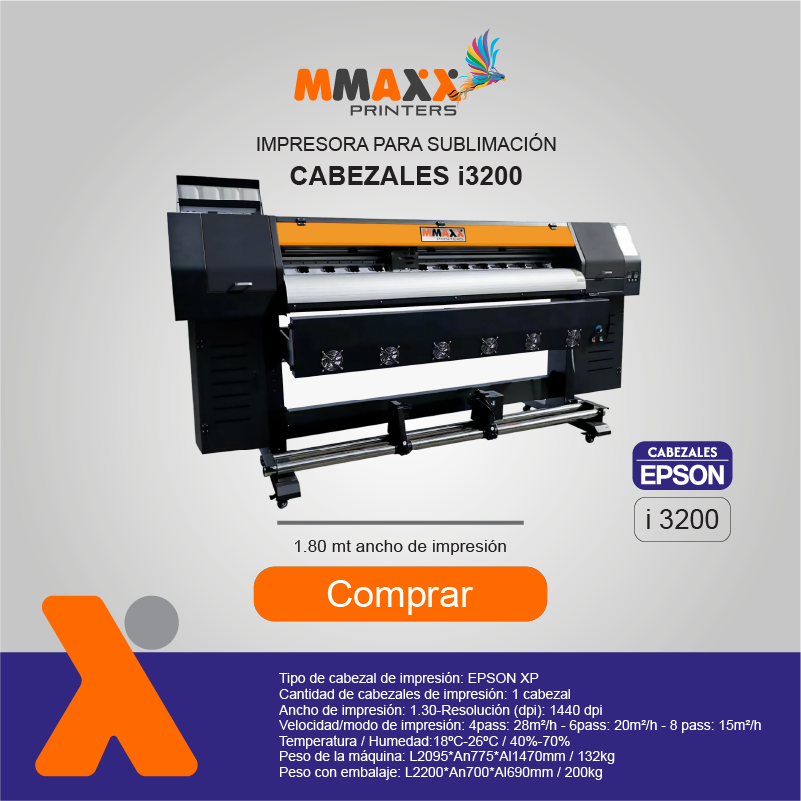 MMAXX
PRINTERS
IMPRESORA PARA SUBLIMACIÓN
CABEZALES i3200
MMAXX
CABEZALES
EPSON
i 3200
1.80 mt ancho de impresión
Comprar
Tipo de cabezal de impresión: EPSON XP
Cantidad de cabezales de impresión: 1 cabezal
Ancho de impresión: 1.30-Resolución (dpi): 1440 dpi
Velocidad/modo de impresión: 4pass: 28m²/h - 6pass: 20m²/h - 8 pass: 15m²/h
Temperatura / Humedad:18ºC-26ºC / 40%-70%
Peso de la máquina: L2095*An775*Al1470mm / 132kg
Peso con embalaje: L2200*An700*Al690mm / 200kg